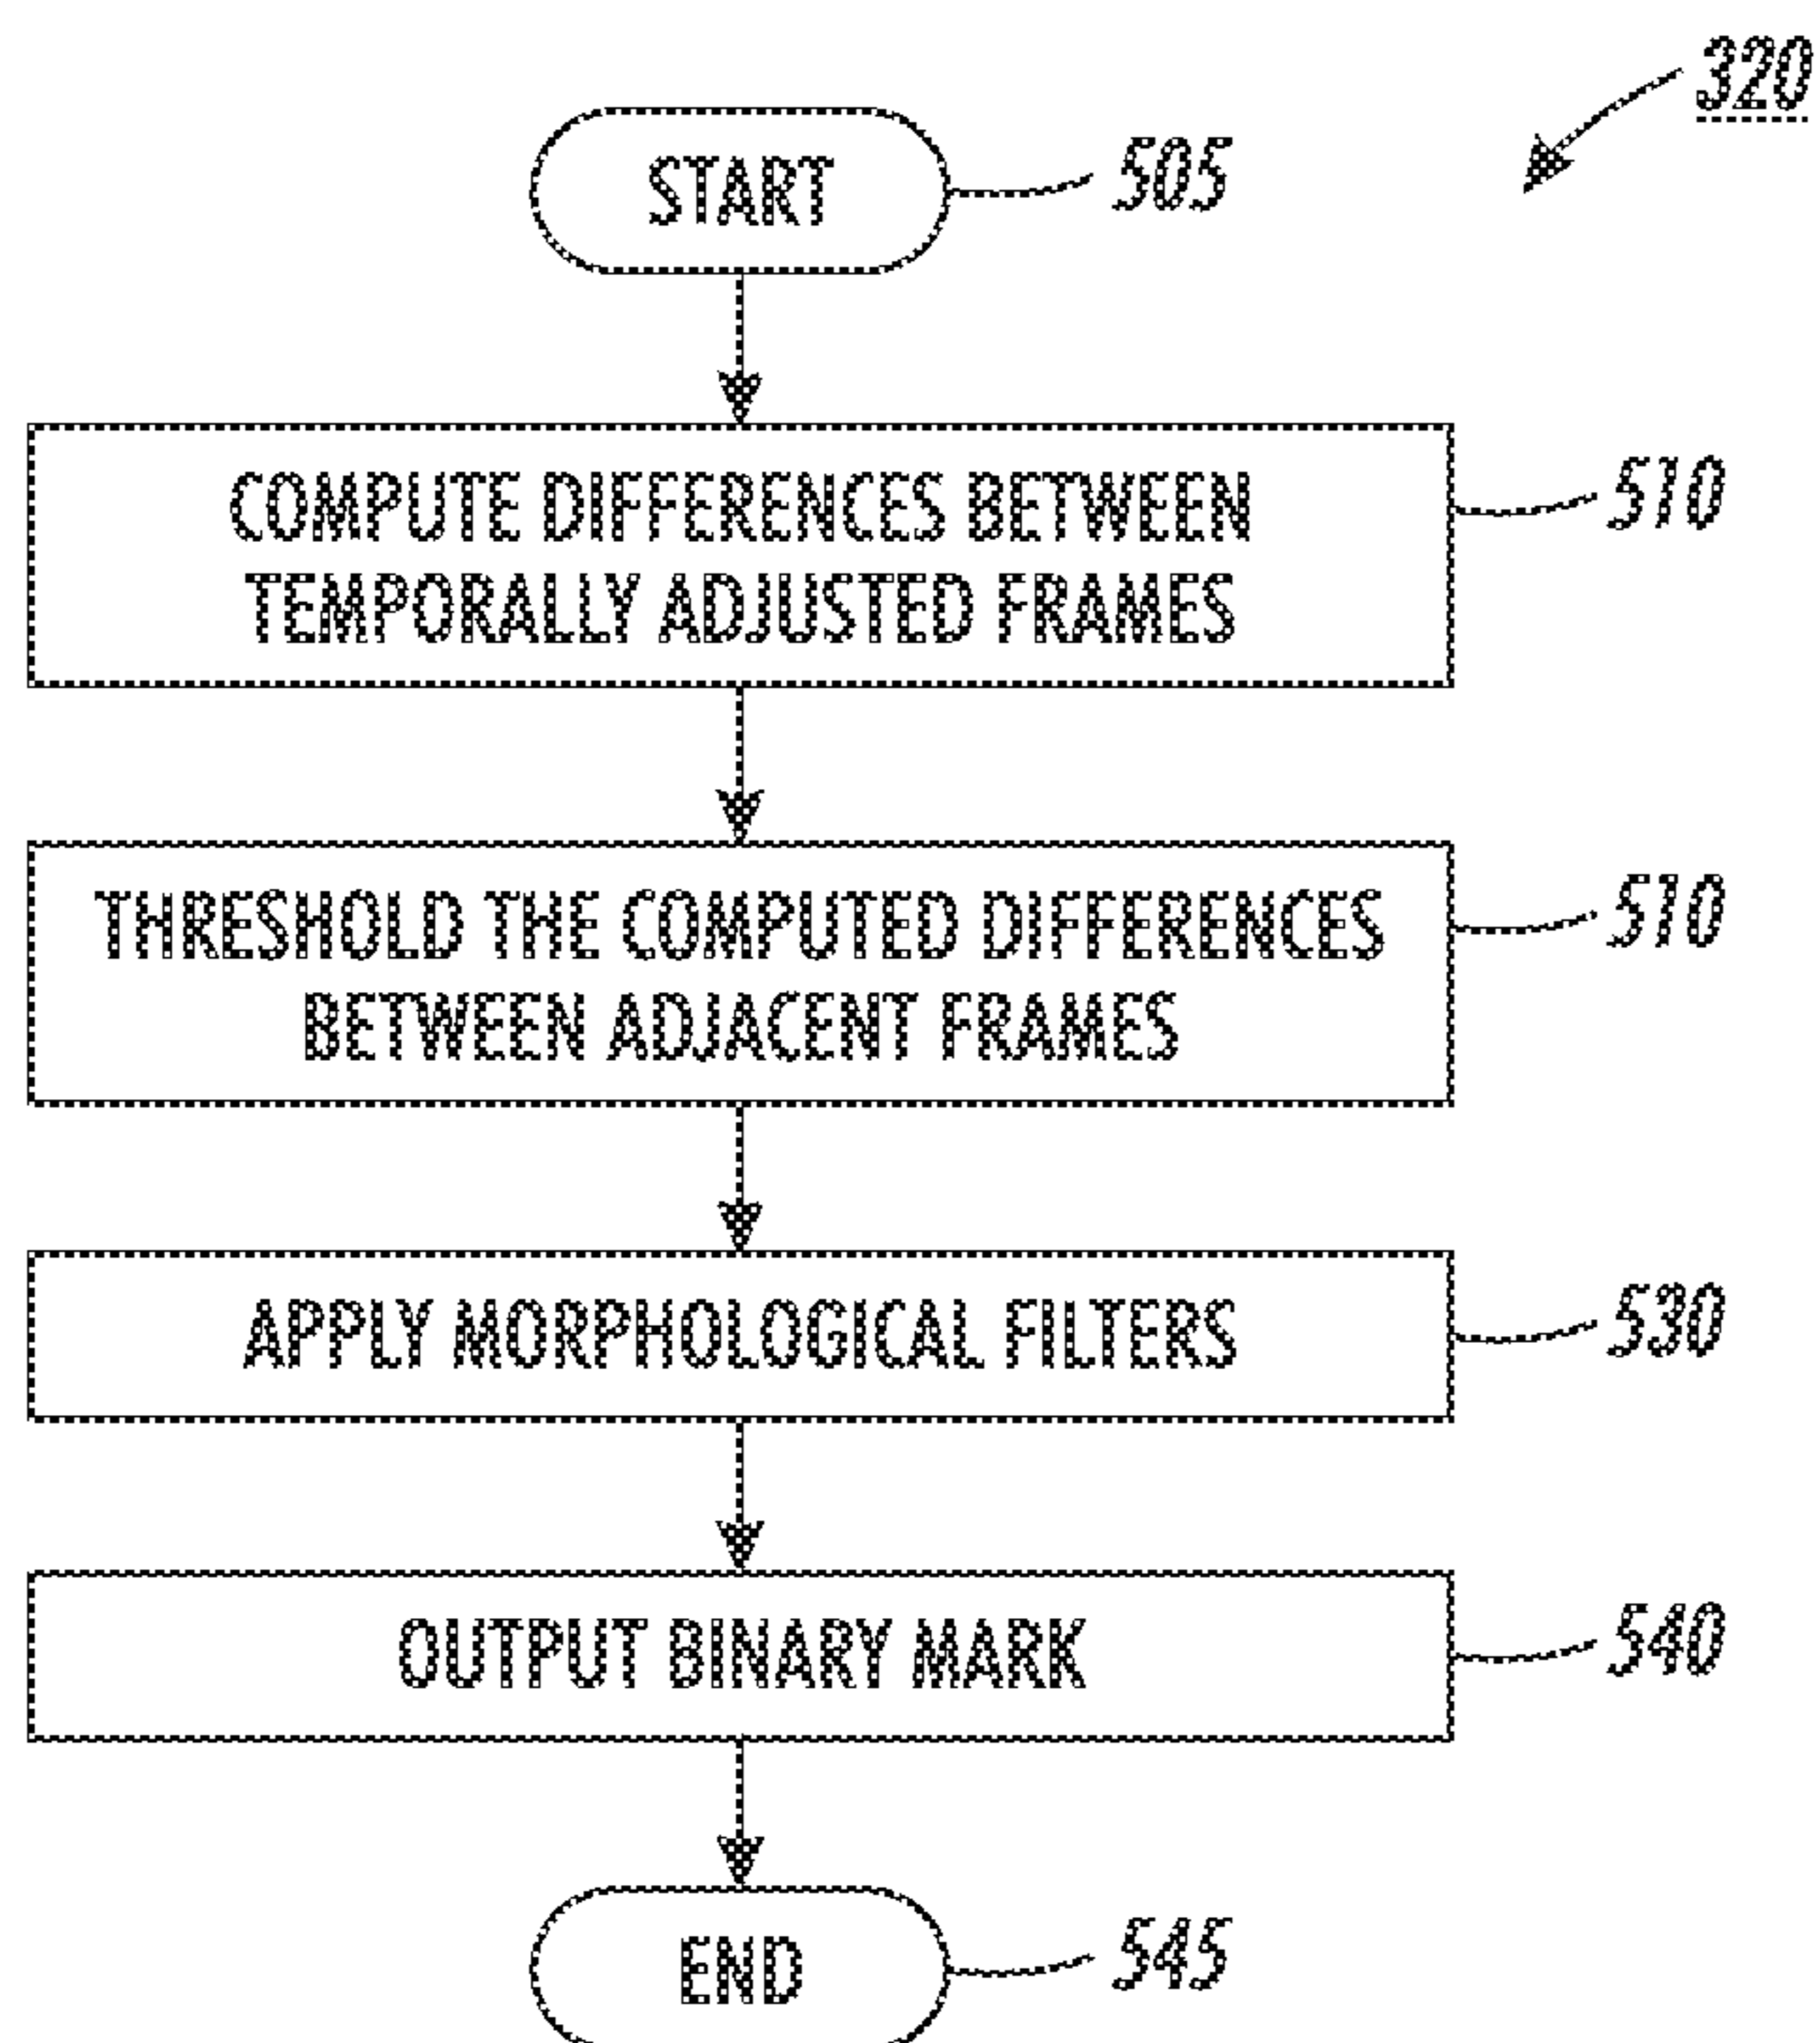 320
START
505
COMPUTE DIFFERENCES BETWEEN
TEMPORALLY ADJUSTED FRAMES
510
THRESHOLD THE COMPUTED DIFFERENCES
BETWEEN ADJACENT FRAMES
510
APPLY MORPHOLOGICAL FILTERS
530
OUTPUT BINARY MARK
540
END
545